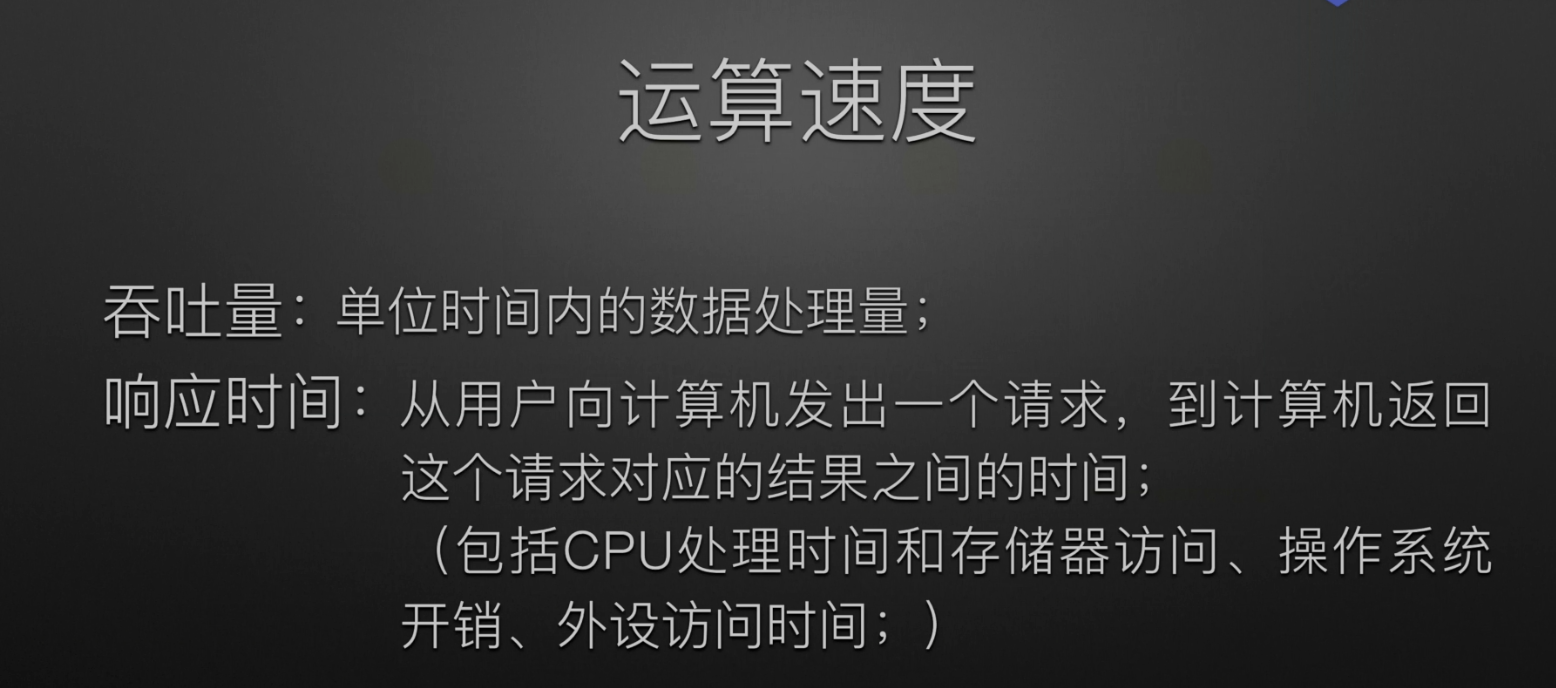 运算速度
吞吐量：单位时间内的数据处理量；
响应时间：从用户向计算机发出一个请求，到计算机返回
这个请求对应的结果之间的时间；
（包括CPU处理时间和存储器访问、操作系统
开销、外设访问时间；）